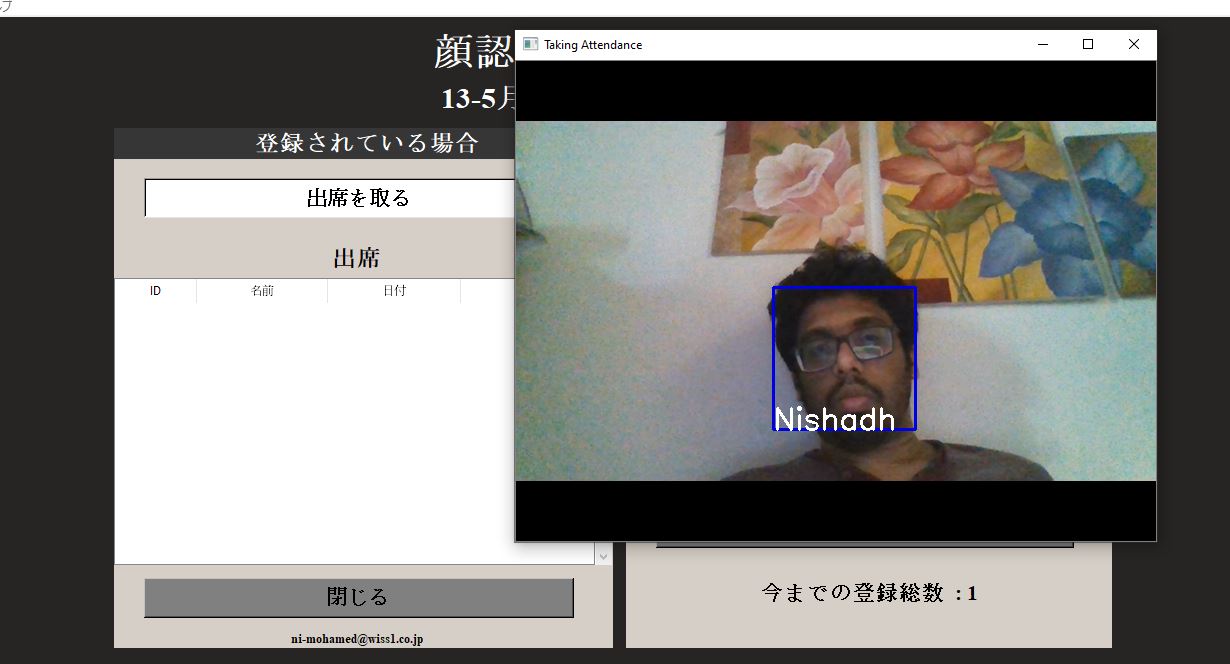 ルプ
顔認
13-5月
Taking Attendance
登録されている場合
出席を取る
出席
ID 名前 日付
Nishadh
閉じる
今までの登録総数 : 1
ni-mohamed@wiss1.co.jp